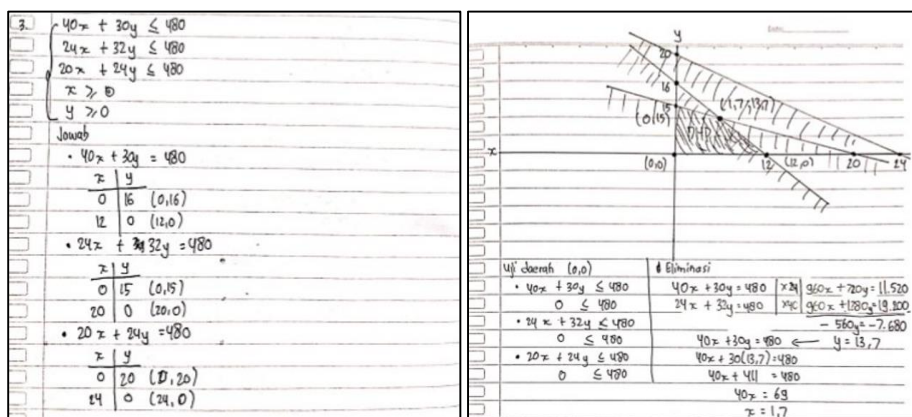 3. 40x + 30y ≤ 480
24x + 32y ≤ 480
20x + 24y ≤ 480
x ≥ 0
y ≥ 0
Jawab
• 40x + 30y = 480
x | y
0 | 16 (0,16)
12 | 0 (12,0)
• 24x + 32y = 480
x | y
0 | 15 (0,15)
20 | 0 (20,0)
• 20x + 24y = 480
x | y
0 | 20 (0,20)
24 | 0 (24,0)
y
20
16
15
(0,15)
(1,7,13,7)
DHP
x
(0,0)
12
(12,0)
20
24
Uji daerah (0,0)
• 40x + 30y ≤ 480
0 ≤ 480
• 24x + 32y ≤ 480
0 ≤ 480
• 20x + 24y ≤ 480
0 ≤ 480
Eliminasi
40x + 30y = 480 | x24 | 960x + 720y = 11.520
24x + 32y = 480 | x40 | 960x + 1280y = 19.200
- 560y = -7.680
40x + 30y = 480 ← y = 13,7
40x + 30(13,7) = 480
40x + 411 = 480
40x = 69
x = 1,7